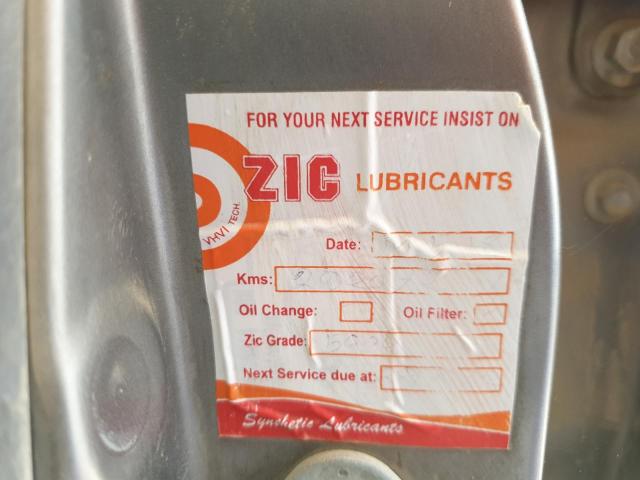 FOR YOUR NEXT SERVICE INSIST ON
ZIC LUBRICANTS
VHVI TECH.
Date:
Kms:
Oil Change: Oil Filter:
Zic Grade:
Next Service due at:
Synthetic Lubricants